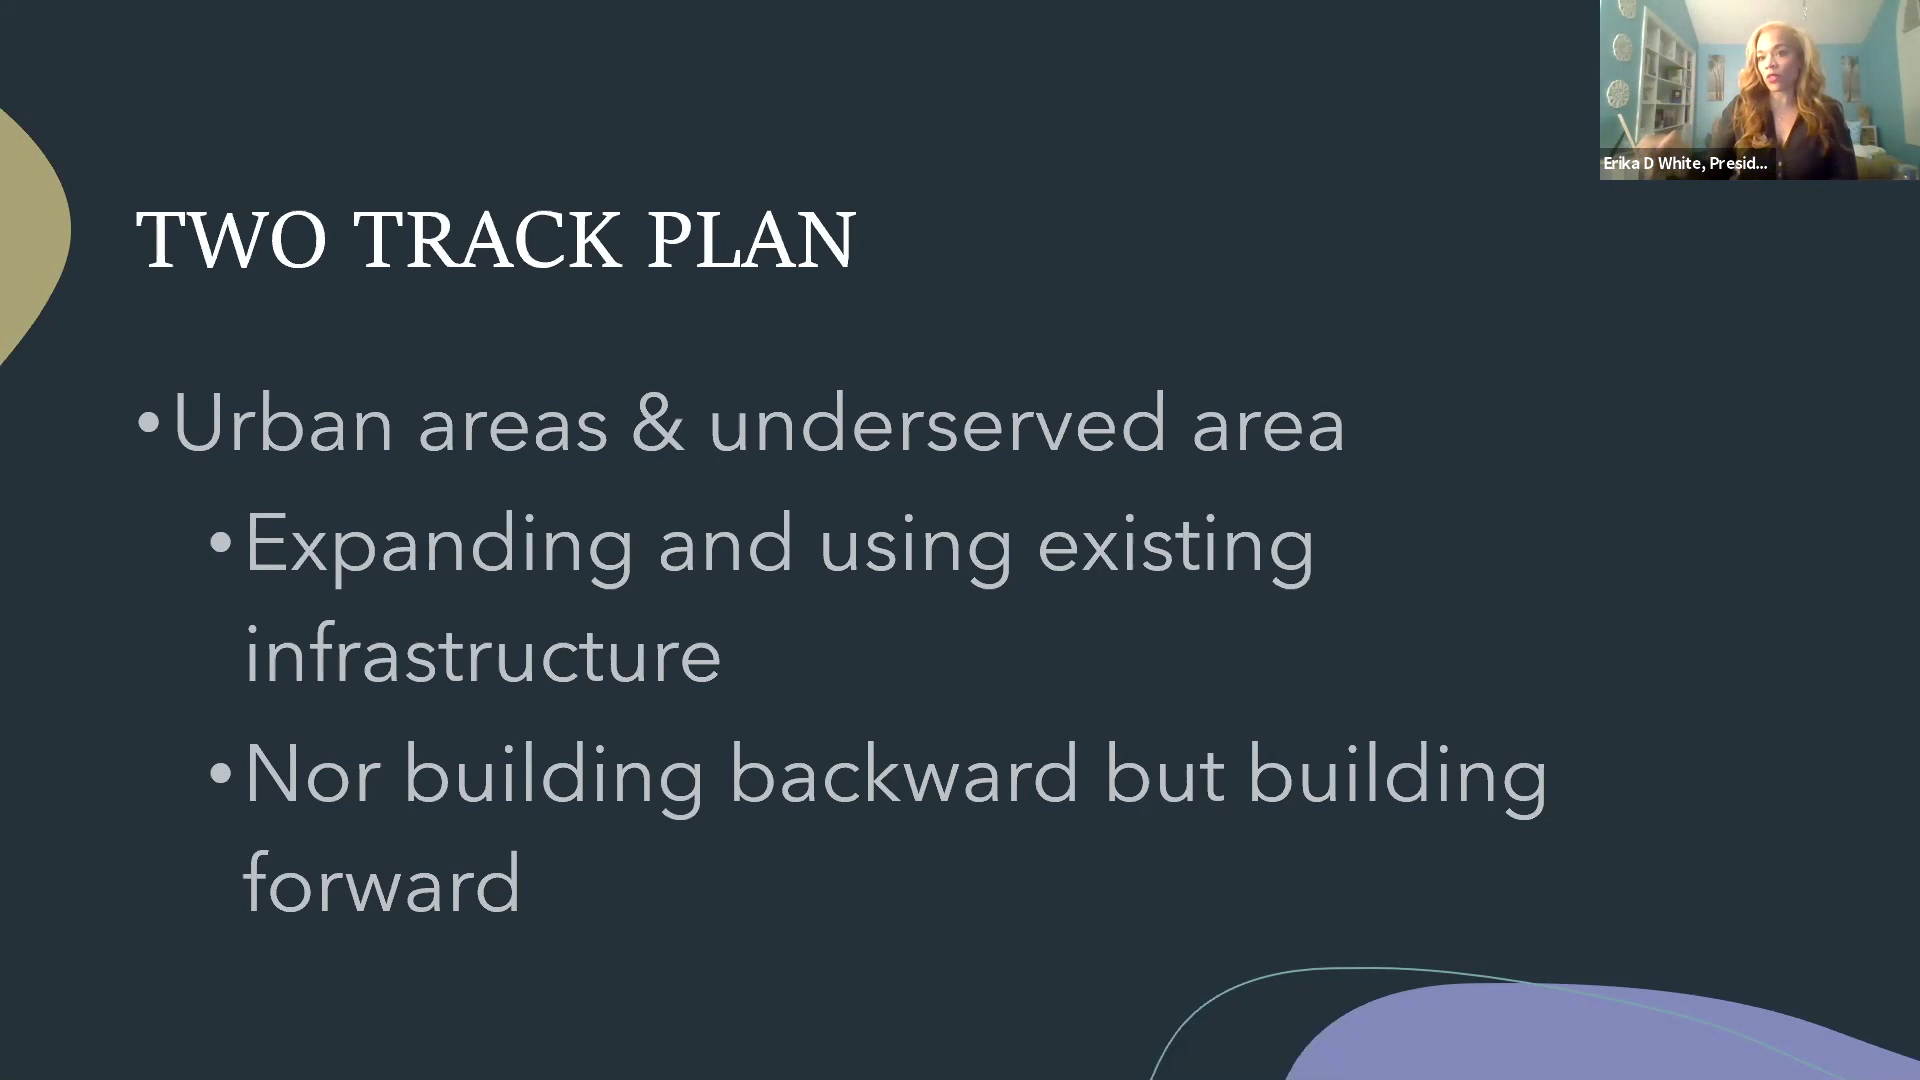 Erika D White, Presid...
TWO TRACK PLAN
•Urban areas & underserved area
•Expanding and using existing
infrastructure
•Nor building backward but building
forward